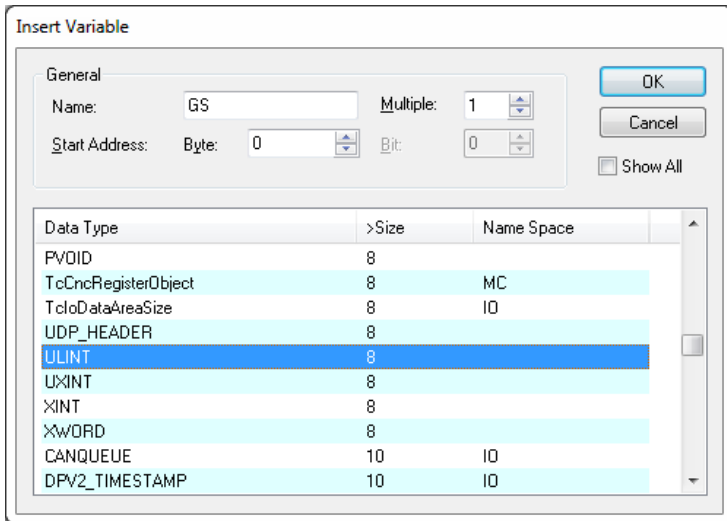 Insert Variable
General
Name: GS Multiple: 1
Start Address: Byte: 0 Bit: 0
OK
Cancel
Show All
Data Type >Size Name Space
PVOID 8
TcCncRegisterObject 8 MC
TcIoDataAreaSize 8 IO
UDP_HEADER 8
ULINT 8
UXINT 8
XINT 8
XWORD 8
CANQUEUE 10 IO
DPV2_TIMESTAMP 10 IO